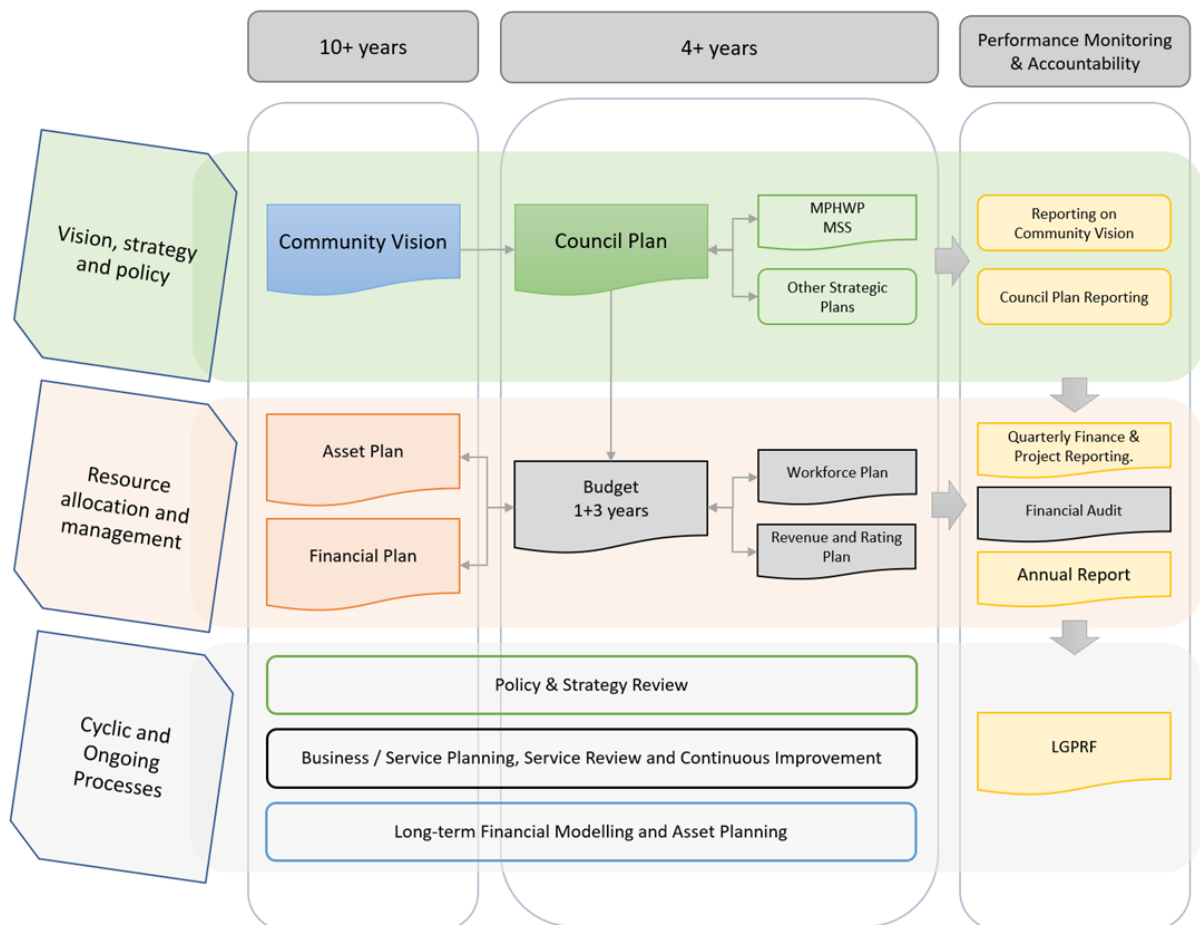 10+ years
4+ years
Performance Monitoring
& Accountability
Vision, strategy
and policy
Community Vision
Council Plan
MPHWP
MSS
Other Strategic
Plans
Reporting on
Community Vision
Council Plan Reporting
Resource
allocation and
management
Asset Plan
Financial Plan
Budget
1+3 years
Workforce Plan
Revenue and Rating
Plan
Quarterly Finance &
Project Reporting.
Financial Audit
Annual Report
Cyclic and
Ongoing
Processes
Policy & Strategy Review
Business / Service Planning, Service Review and Continuous Improvement
Long-term Financial Modelling and Asset Planning
LGPRF